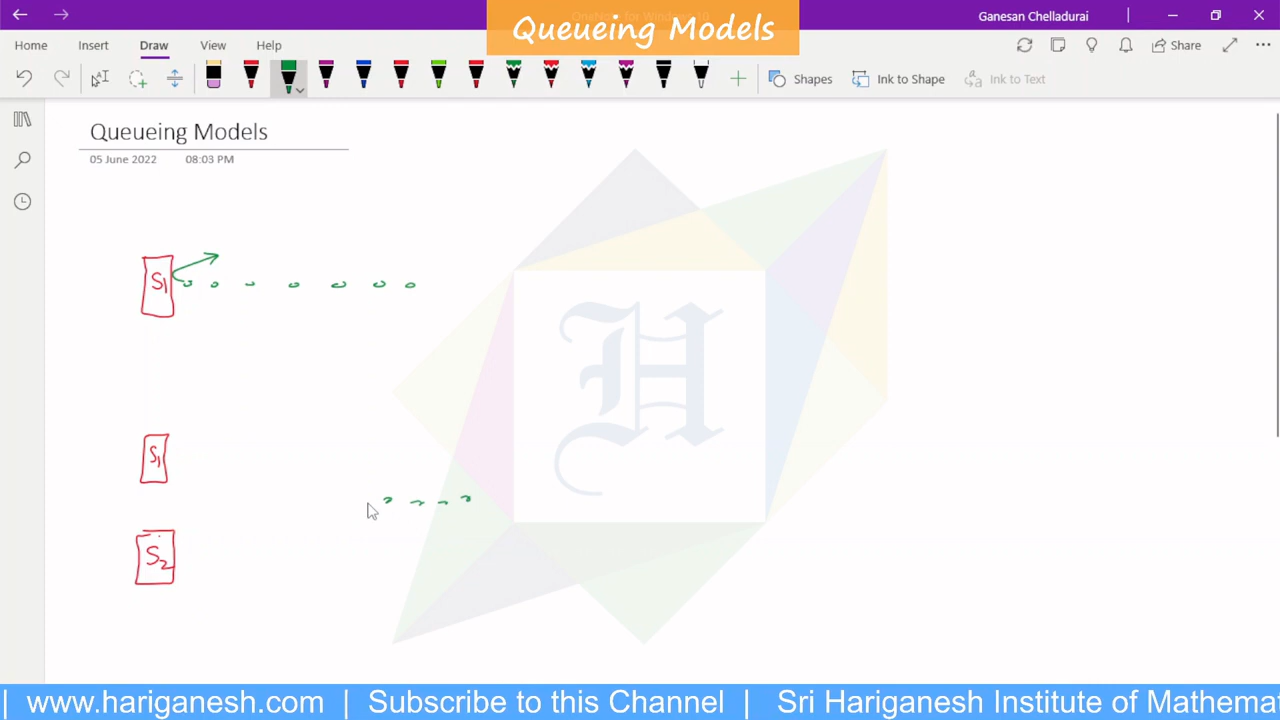 Queueing Models
Ganesan Chelladurai
Home Insert Draw View Help
Share
Shapes Ink to Shape Ink to Text
Queueing Models
05 June 2022 08:03 PM
S1
H
S1
S2
| www.hariganesh.com | Subscribe to this Channel | Sri Hariganesh Institute of Mathema